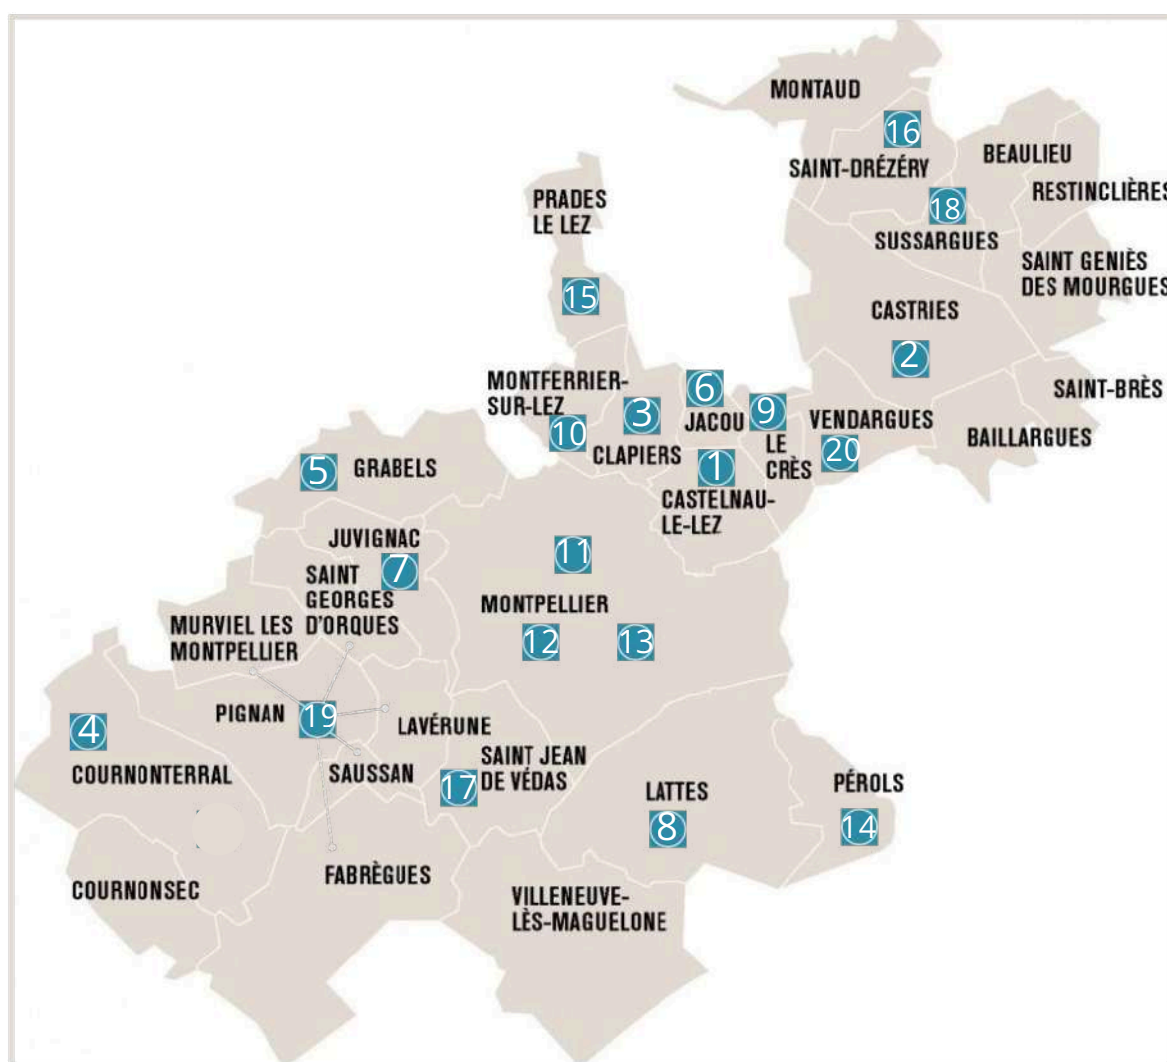 MONTAUD
16
SAINT-DRÉZÉRY
BEAULIEU
RESTINCLIÈRES
18
SUSSARGUES
PRADES
LE LEZ
15
SAINT GENIÈS
DES MOURGUES
CASTRIES
2
MONTFERRIER-
SUR-LEZ
10
3
CLAPIERS
6
JACOU
9
LE
CRÈS
VENDARGUES
20
SAINT-BRÈS
BAILLARGUES
1
CASTELNAU-
LE-LEZ
5
GRABELS
JUVIGNAC
7
SAINT
GEORGES
D'ORQUES
11
MONTPELLIER
12
13
MURVIEL LES
MONTPELLIER
PIGNAN
19
LAVÉRUNE
4
COURNONTERRAL
SAUSSAN
17
SAINT JEAN
DE VÉDAS
LATTES
8
PÉROLS
14
COURNONSEC
FABRÈGUES
VILLENEUVE-
LÈS-MAGUELONE